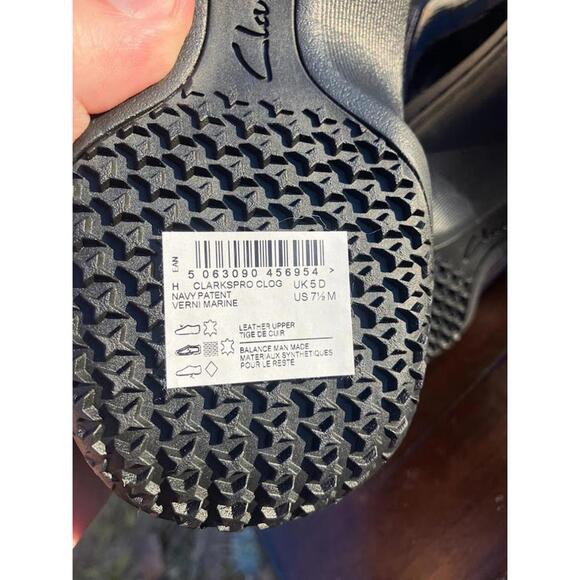 Cla
EAN
5 063090 456954 >
H CLARKSPRO CLOG UK 5 D
NAVY PATENT US 7½ M
VERNI MARINE
LEATHER UPPER
TIGE DE CUIR
BALANCE MAN MADE
MATERIAUX SYNTHETIQUES
POUR LE RESTE